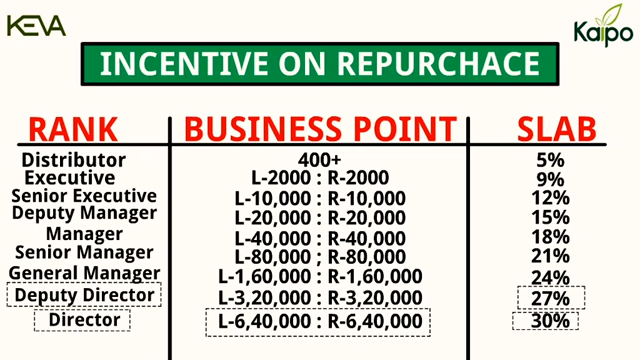 KEVA
Kaipo
INCENTIVE ON REPURCHACE
RANK BUSINESS POINT SLAB
Distributor 400+ 5%
Executive L-2000 : R-2000 9%
Senior Executive L-10,000 : R-10,000 12%
Deputy Manager L-20,000 : R-20,000 15%
Manager L-40,000 : R-40,000 18%
Senior Manager L-80,000 ; R-80,000 21%
General Manager L-1,60,000 : R-1,60,000 24%
Deputy Director L-3,20,000 : R-3,20,000 27%
Director L-6,40,000 : R-6,40,000 30%